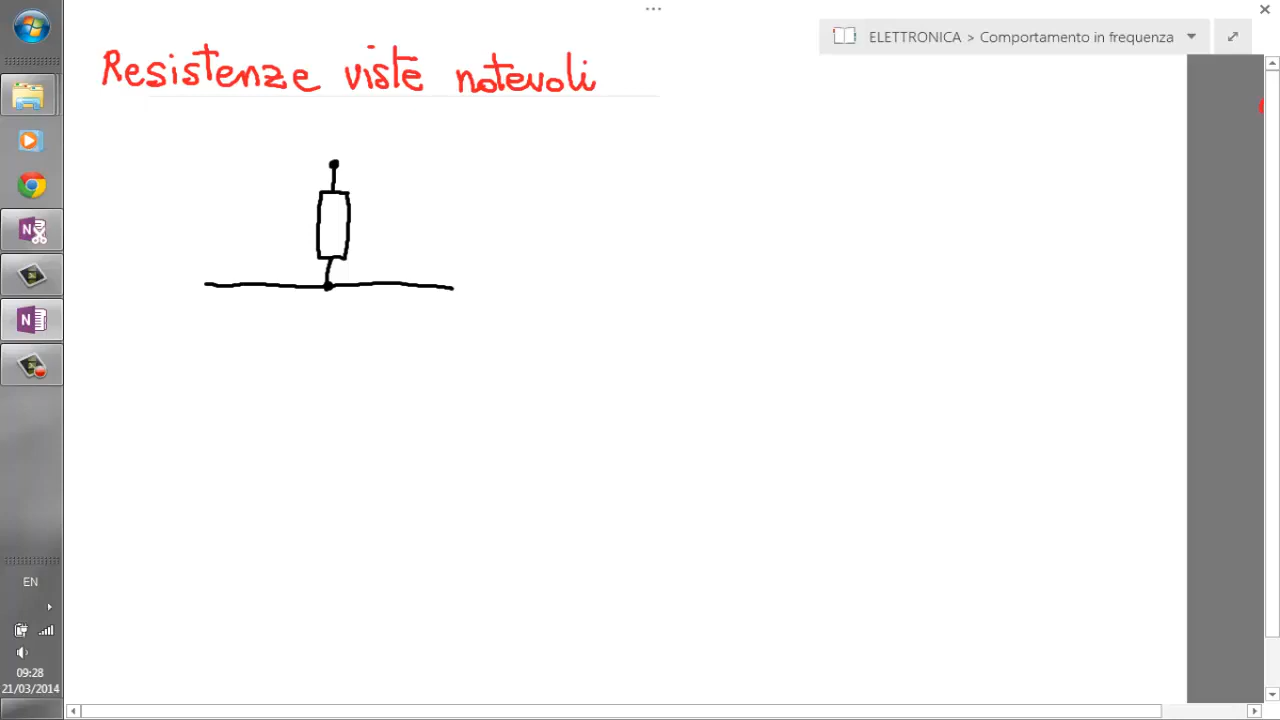 ELETTRONICA > Comportamento in frequenza
Resistenze viste notevoli
EN
09:28
21/03/2014